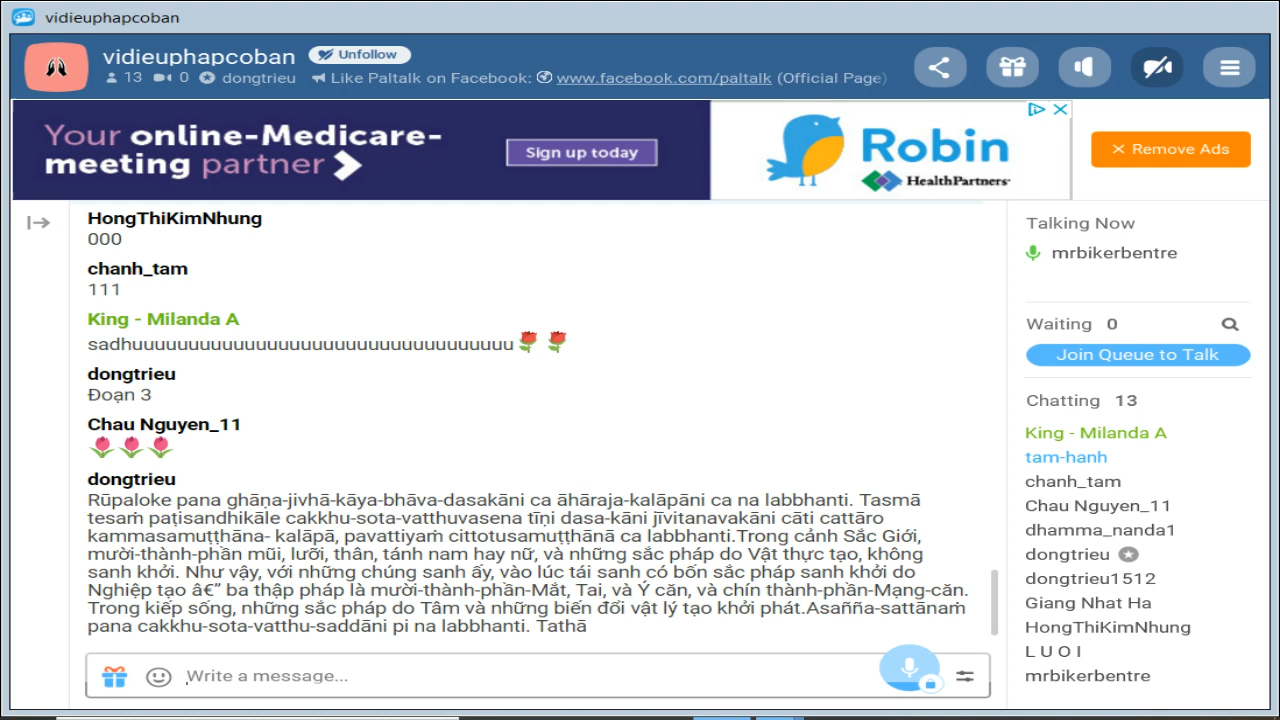 vidieuphapcoban
vidieuphapcoban Unfollow
13 0 dongtrieu Like Paltalk on Facebook: www.facebook.com/paltalk (Official Page)
Your online-Medicare-
meeting partner
Sign up today
Robin
HealthPartners
Remove Ads
HongThiKimNhung
000
chanh_tam
111
King - Milanda A
sadhuuuuuuuuuuuuuuuuuuuuuuuuuuuuuuuuuu
dongtrieu
Đoạn 3
Chau Nguyen_11
dongtrieu
Rūpaloke pana ghāṇa-jivhā-kāya-bhāva-dasakāni ca āhāraja-kalāpāni ca na labbhanti. Tasmā
tesaṁ paṭisandhikāle cakkhu-sota-vatthuvasena tīṇi dasa-kāni jīvitanavakāni cāti cattāro
kammasamuṭṭhāna- kalāpā, pavattiyaṁ cittotusamuṭṭhānā ca labbhanti.Trong cảnh Sắc Giới,
mười-thành-phần mũi, lưỡi, thân, tánh nam hay nữ, và những sắc pháp do Vật thực tạo, không
sanh khởi. Như vậy, với những chúng sanh ấy, vào lúc tái sanh có bốn sắc pháp sanh khởi do
Nghiệp tạo â€” ba thập pháp là mười-thành-phần-Mắt, Tai, và Ý căn, và chín thành-phần-Mạng-căn.
Trong kiếp sống, những sắc pháp do Tâm và những biến đổi vật lý tạo khởi phát.Asañña-sattānaṁ
pana cakkhu-sota-vatthu-saddāni pi na labbhanti. Tathā
Write a message...
Talking Now
mrbikerbentre
Waiting 0
Join Queue to Talk
Chatting 13
King - Milanda A
tam-hanh
chanh_tam
Chau Nguyen_11
dhamma_nanda1
dongtrieu
dongtrieu1512
Giang Nhat Ha
HongThiKimNhung
L U O I
mrbikerbentre